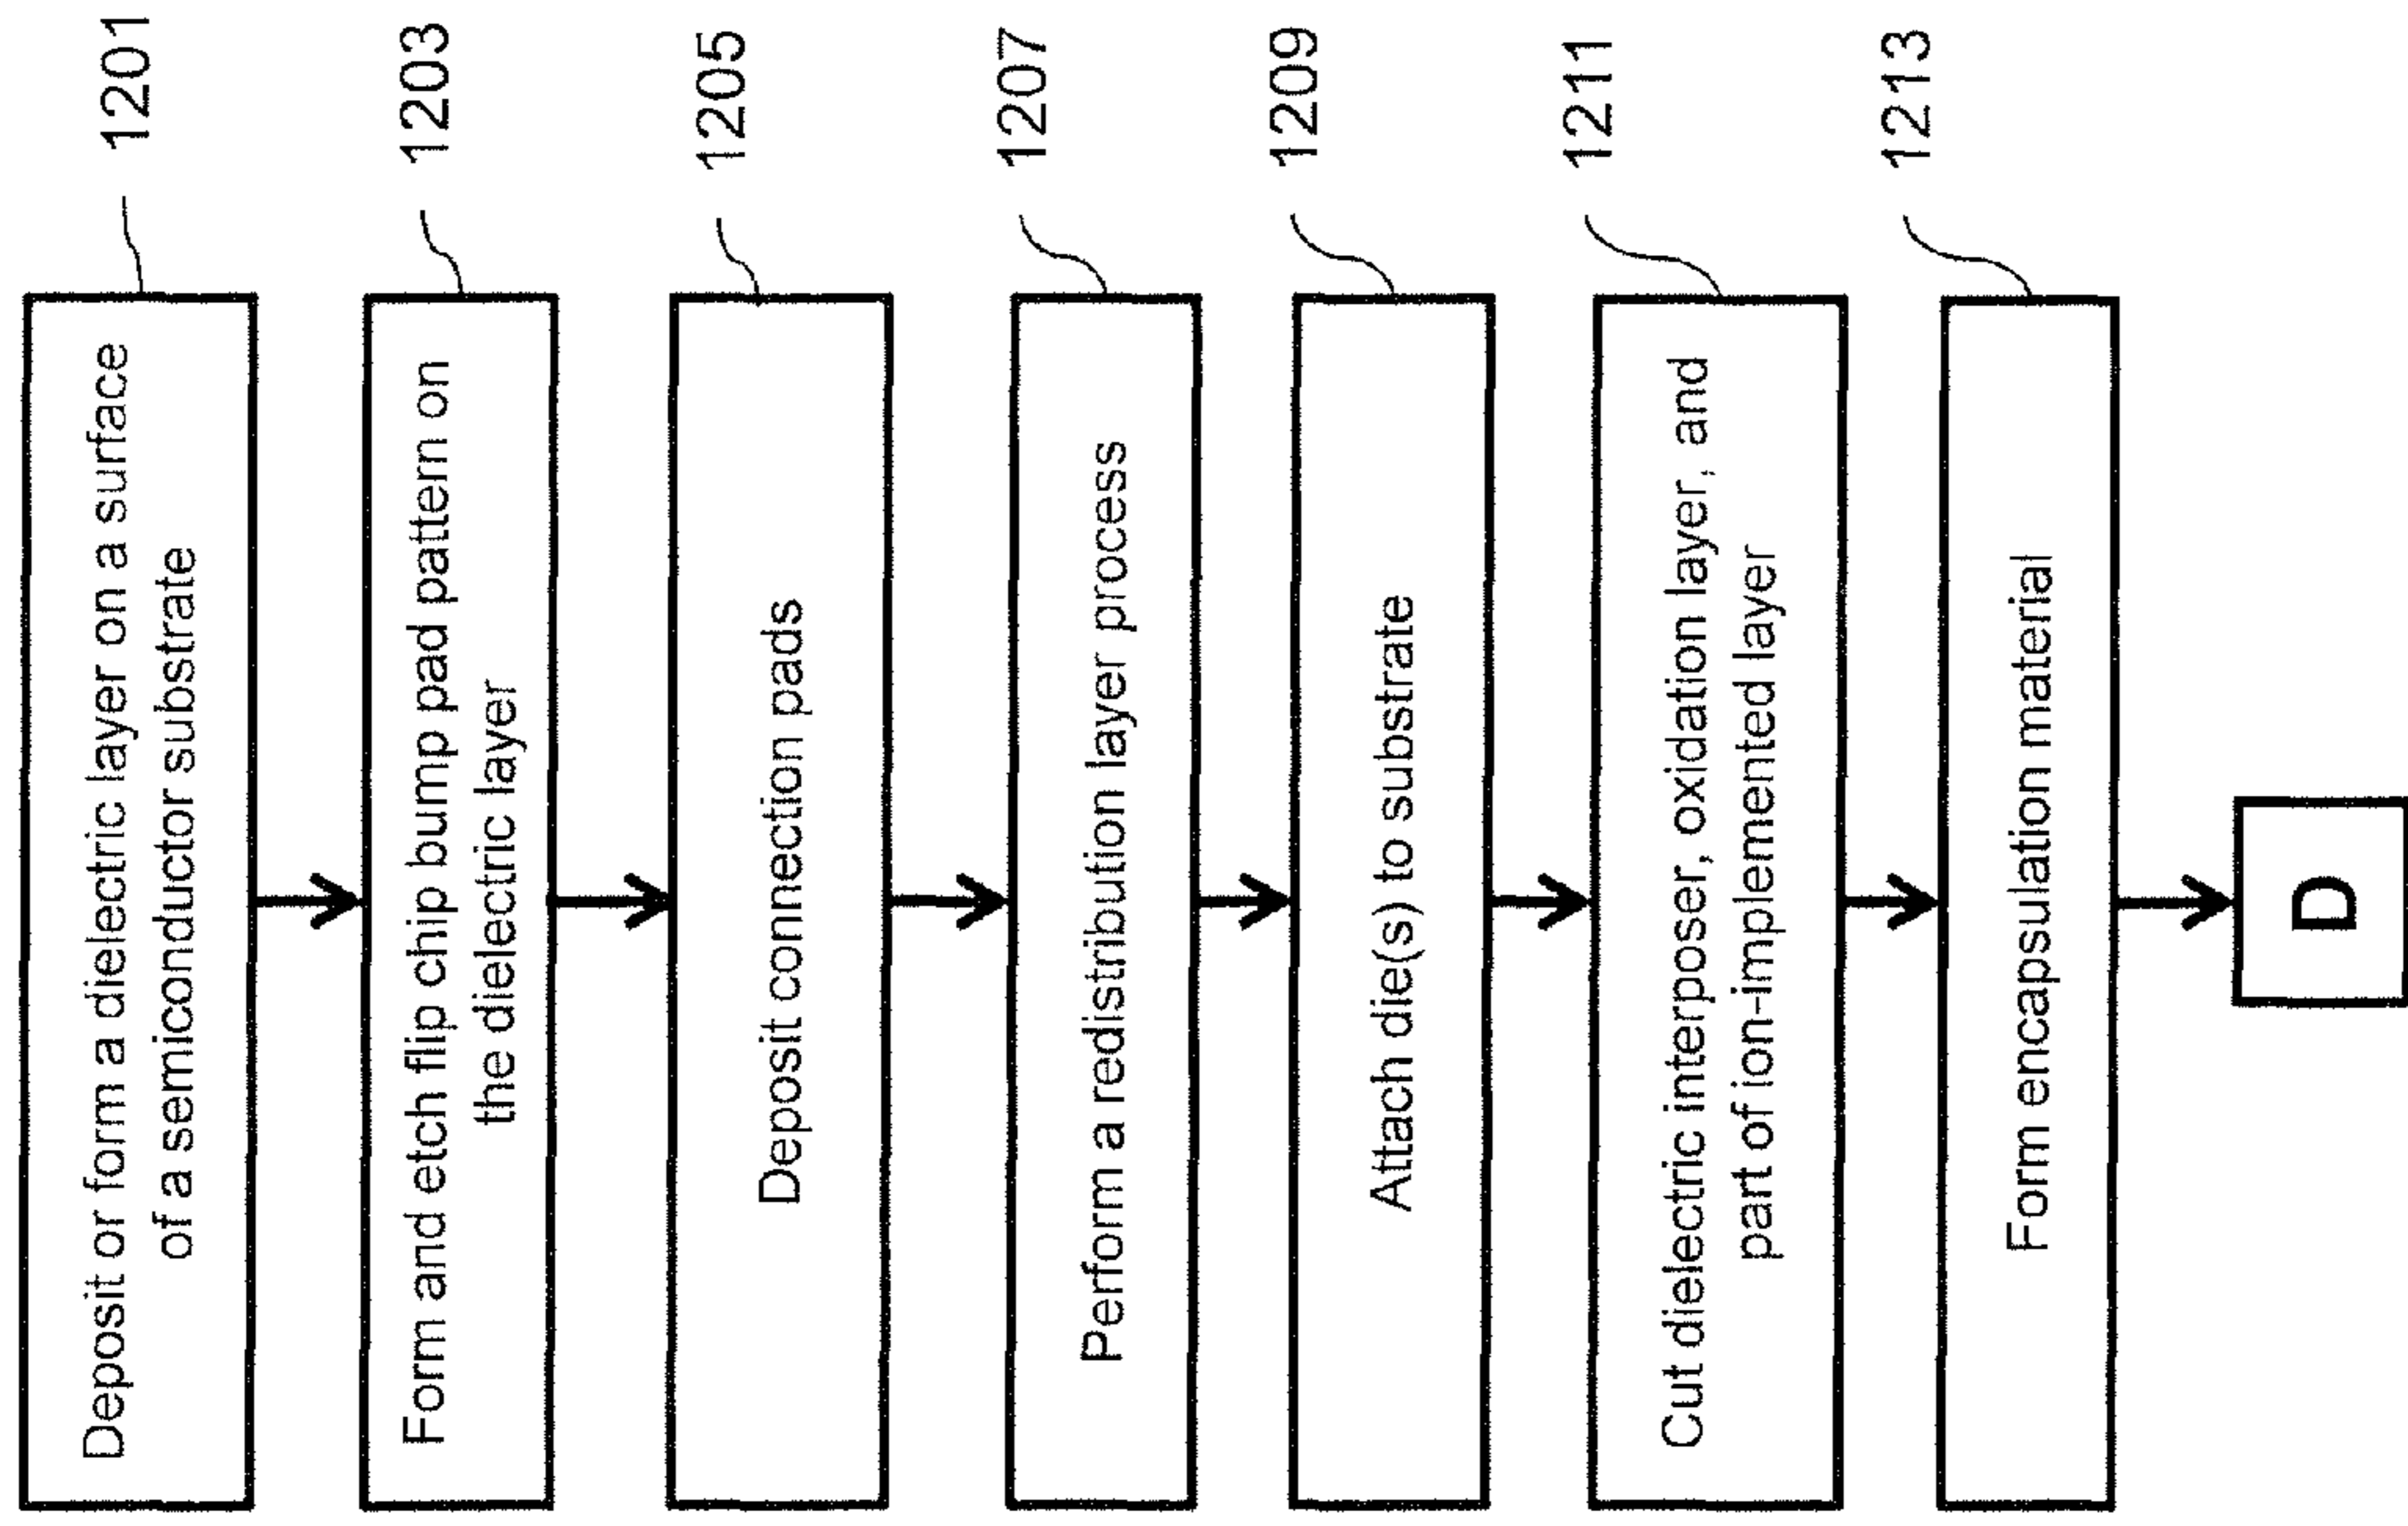 Deposit or form a dielectric layer on a surface
of a semiconductor substrate
1201
Form and etch flip chip bump pad pattern on
the dielectric layer
1203
Deposit connection pads
1205
Perform a redistribution layer process
1207
Attach die(s) to substrate
1209
Cut dielectric interposer, oxidation layer, and
part of ion-implemented layer
1211
Form encapsulation material
1213
D